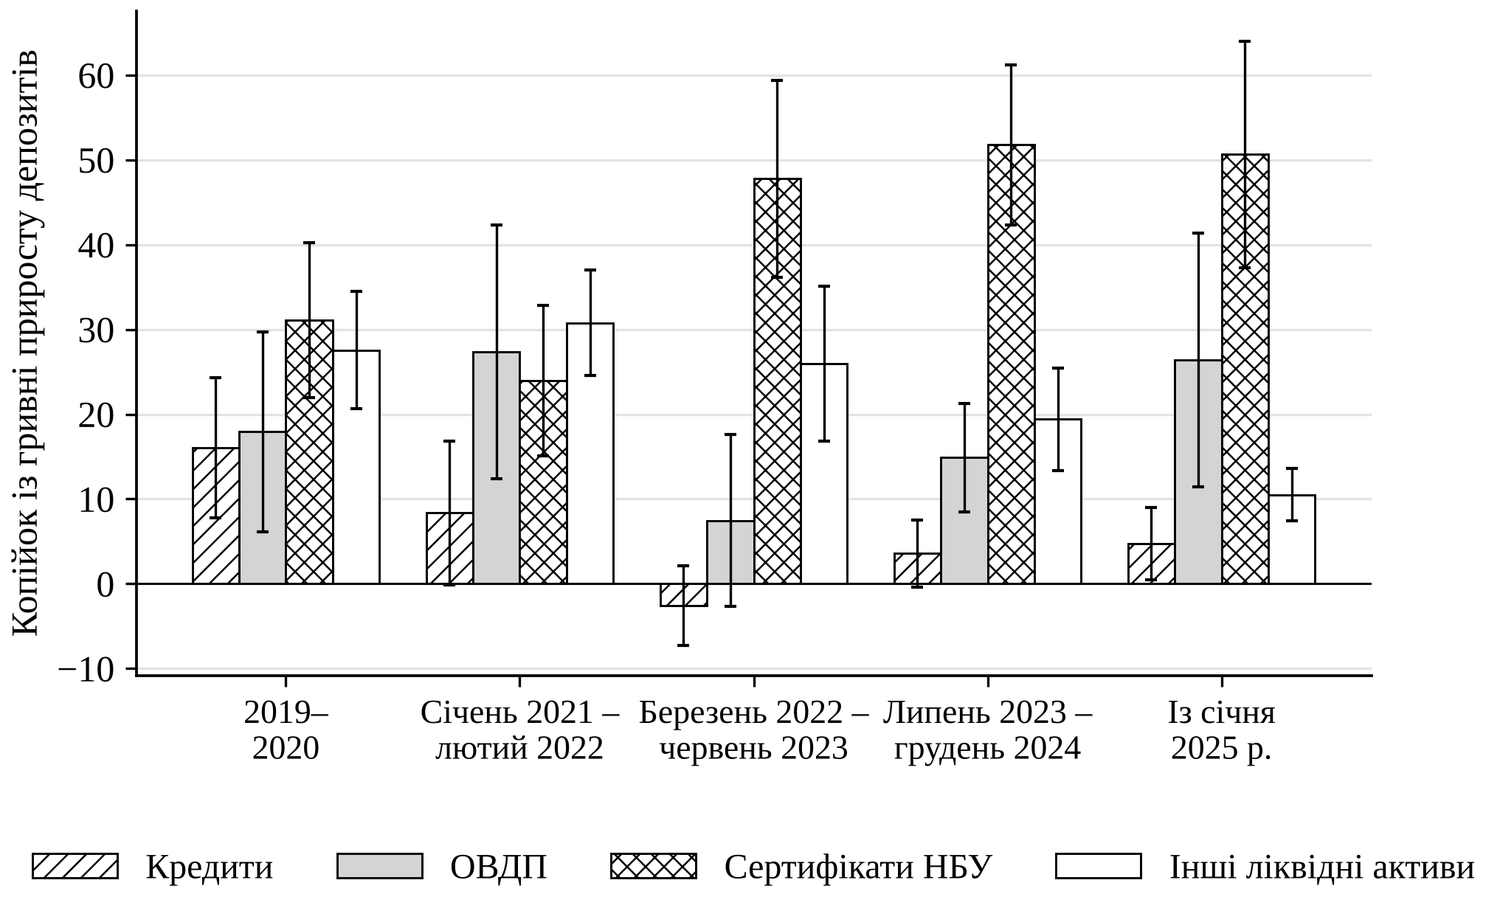 Копійок із гривні приросту депозитів
60
50
40
30
20
10
0
−10
2019–
2020
Січень 2021 –
лютий 2022
Березень 2022 –
червень 2023
Липень 2023 –
грудень 2024
Із січня
2025 р.
Кредити
ОВДП
Сертифікати НБУ
Інші ліквідні активи